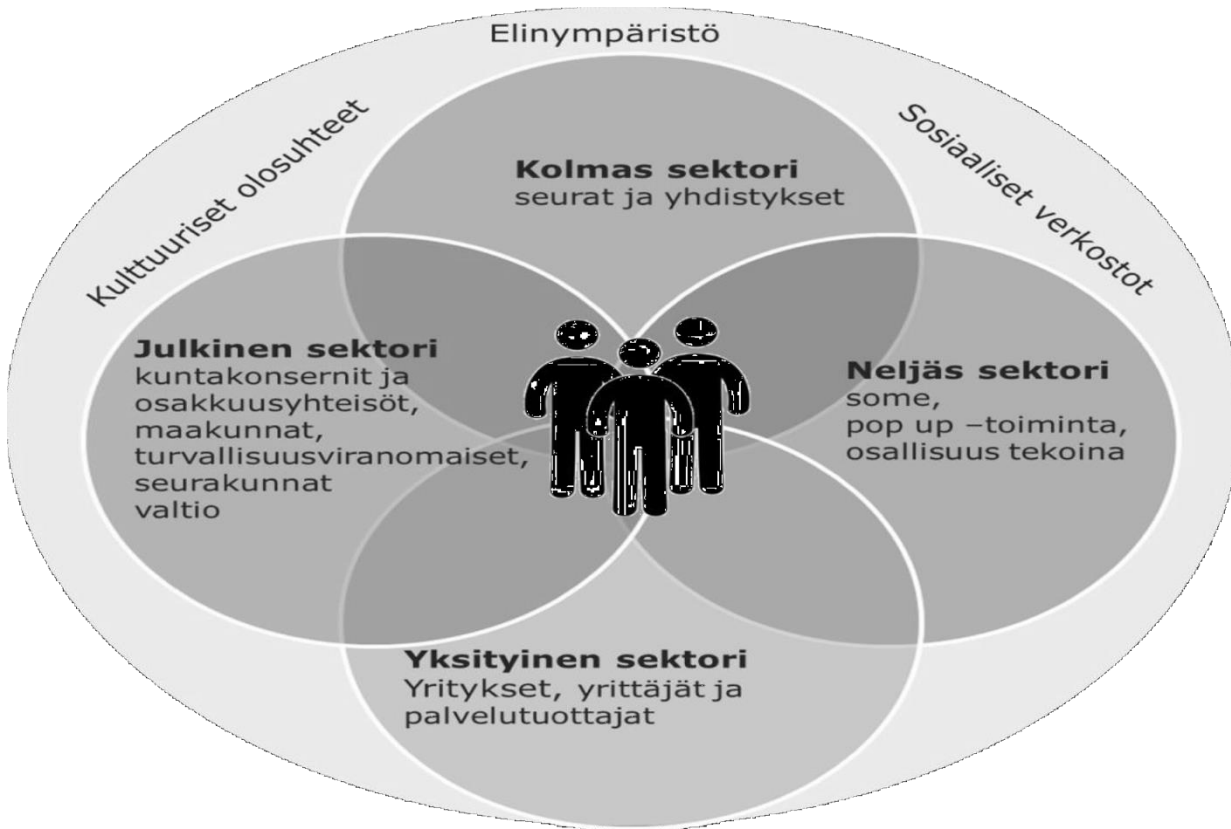 Elinympäristö
Kulttuuriset olosuhteet
Sosiaaliset verkostot
Kolmas sektori
seurat ja yhdistykset
Julkinen sektori
kuntakonsernit ja
osakkuusyhteisöt,
maakunnat,
turvallisuusviranomaiset,
seurakunnat
valtio
Neljäs sektori
some,
pop up –toiminta,
osallisuus tekoina
Yksityinen sektori
Yritykset, yrittäjät ja
palvelutuottajat